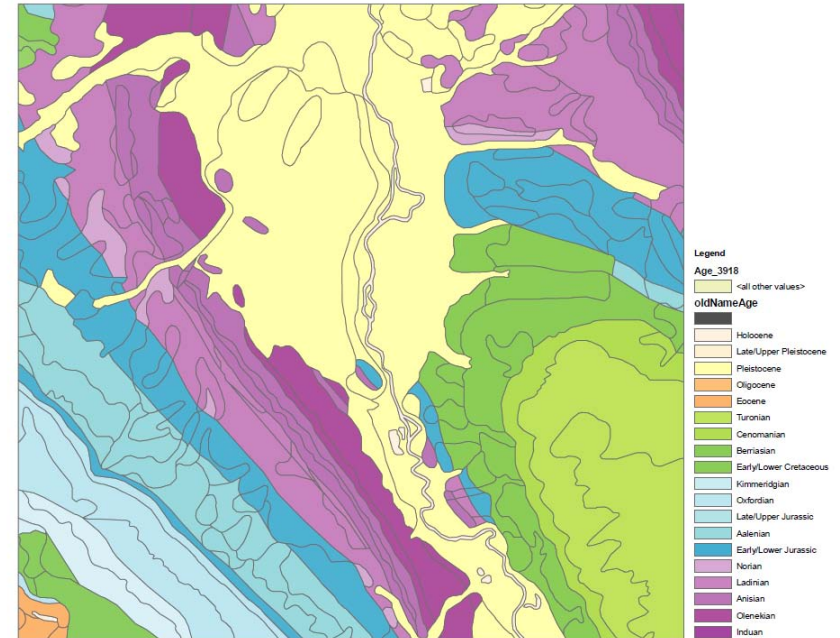 Legend
Age_3918
<all other values>
oldNameAge
Holocene
Late/Upper Pleistocene
Pleistocene
Oligocene
Eocene
Turonian
Cenomanian
Berriasian
Early/Lower Cretaceous
Kimmeridgian
Oxfordian
Late/Upper Jurassic
Aalenian
Early/Lower Jurassic
Norian
Ladinian
Anisian
Olenekian
Induan